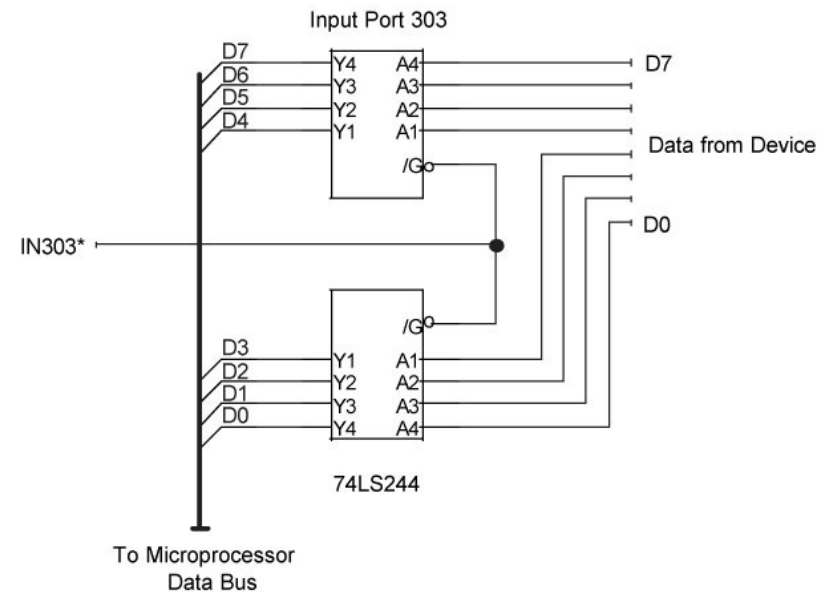 Input Port 303
D7 Y4 A4 D7
D6 Y3 A3
D5 Y2 A2
D4 Y1 A1
Data from Device
/G
D0
IN303*
/G
D3 Y1 A1
D2 Y2 A2
D1 Y3 A3
D0 Y4 A4
74LS244
To Microprocessor
Data Bus